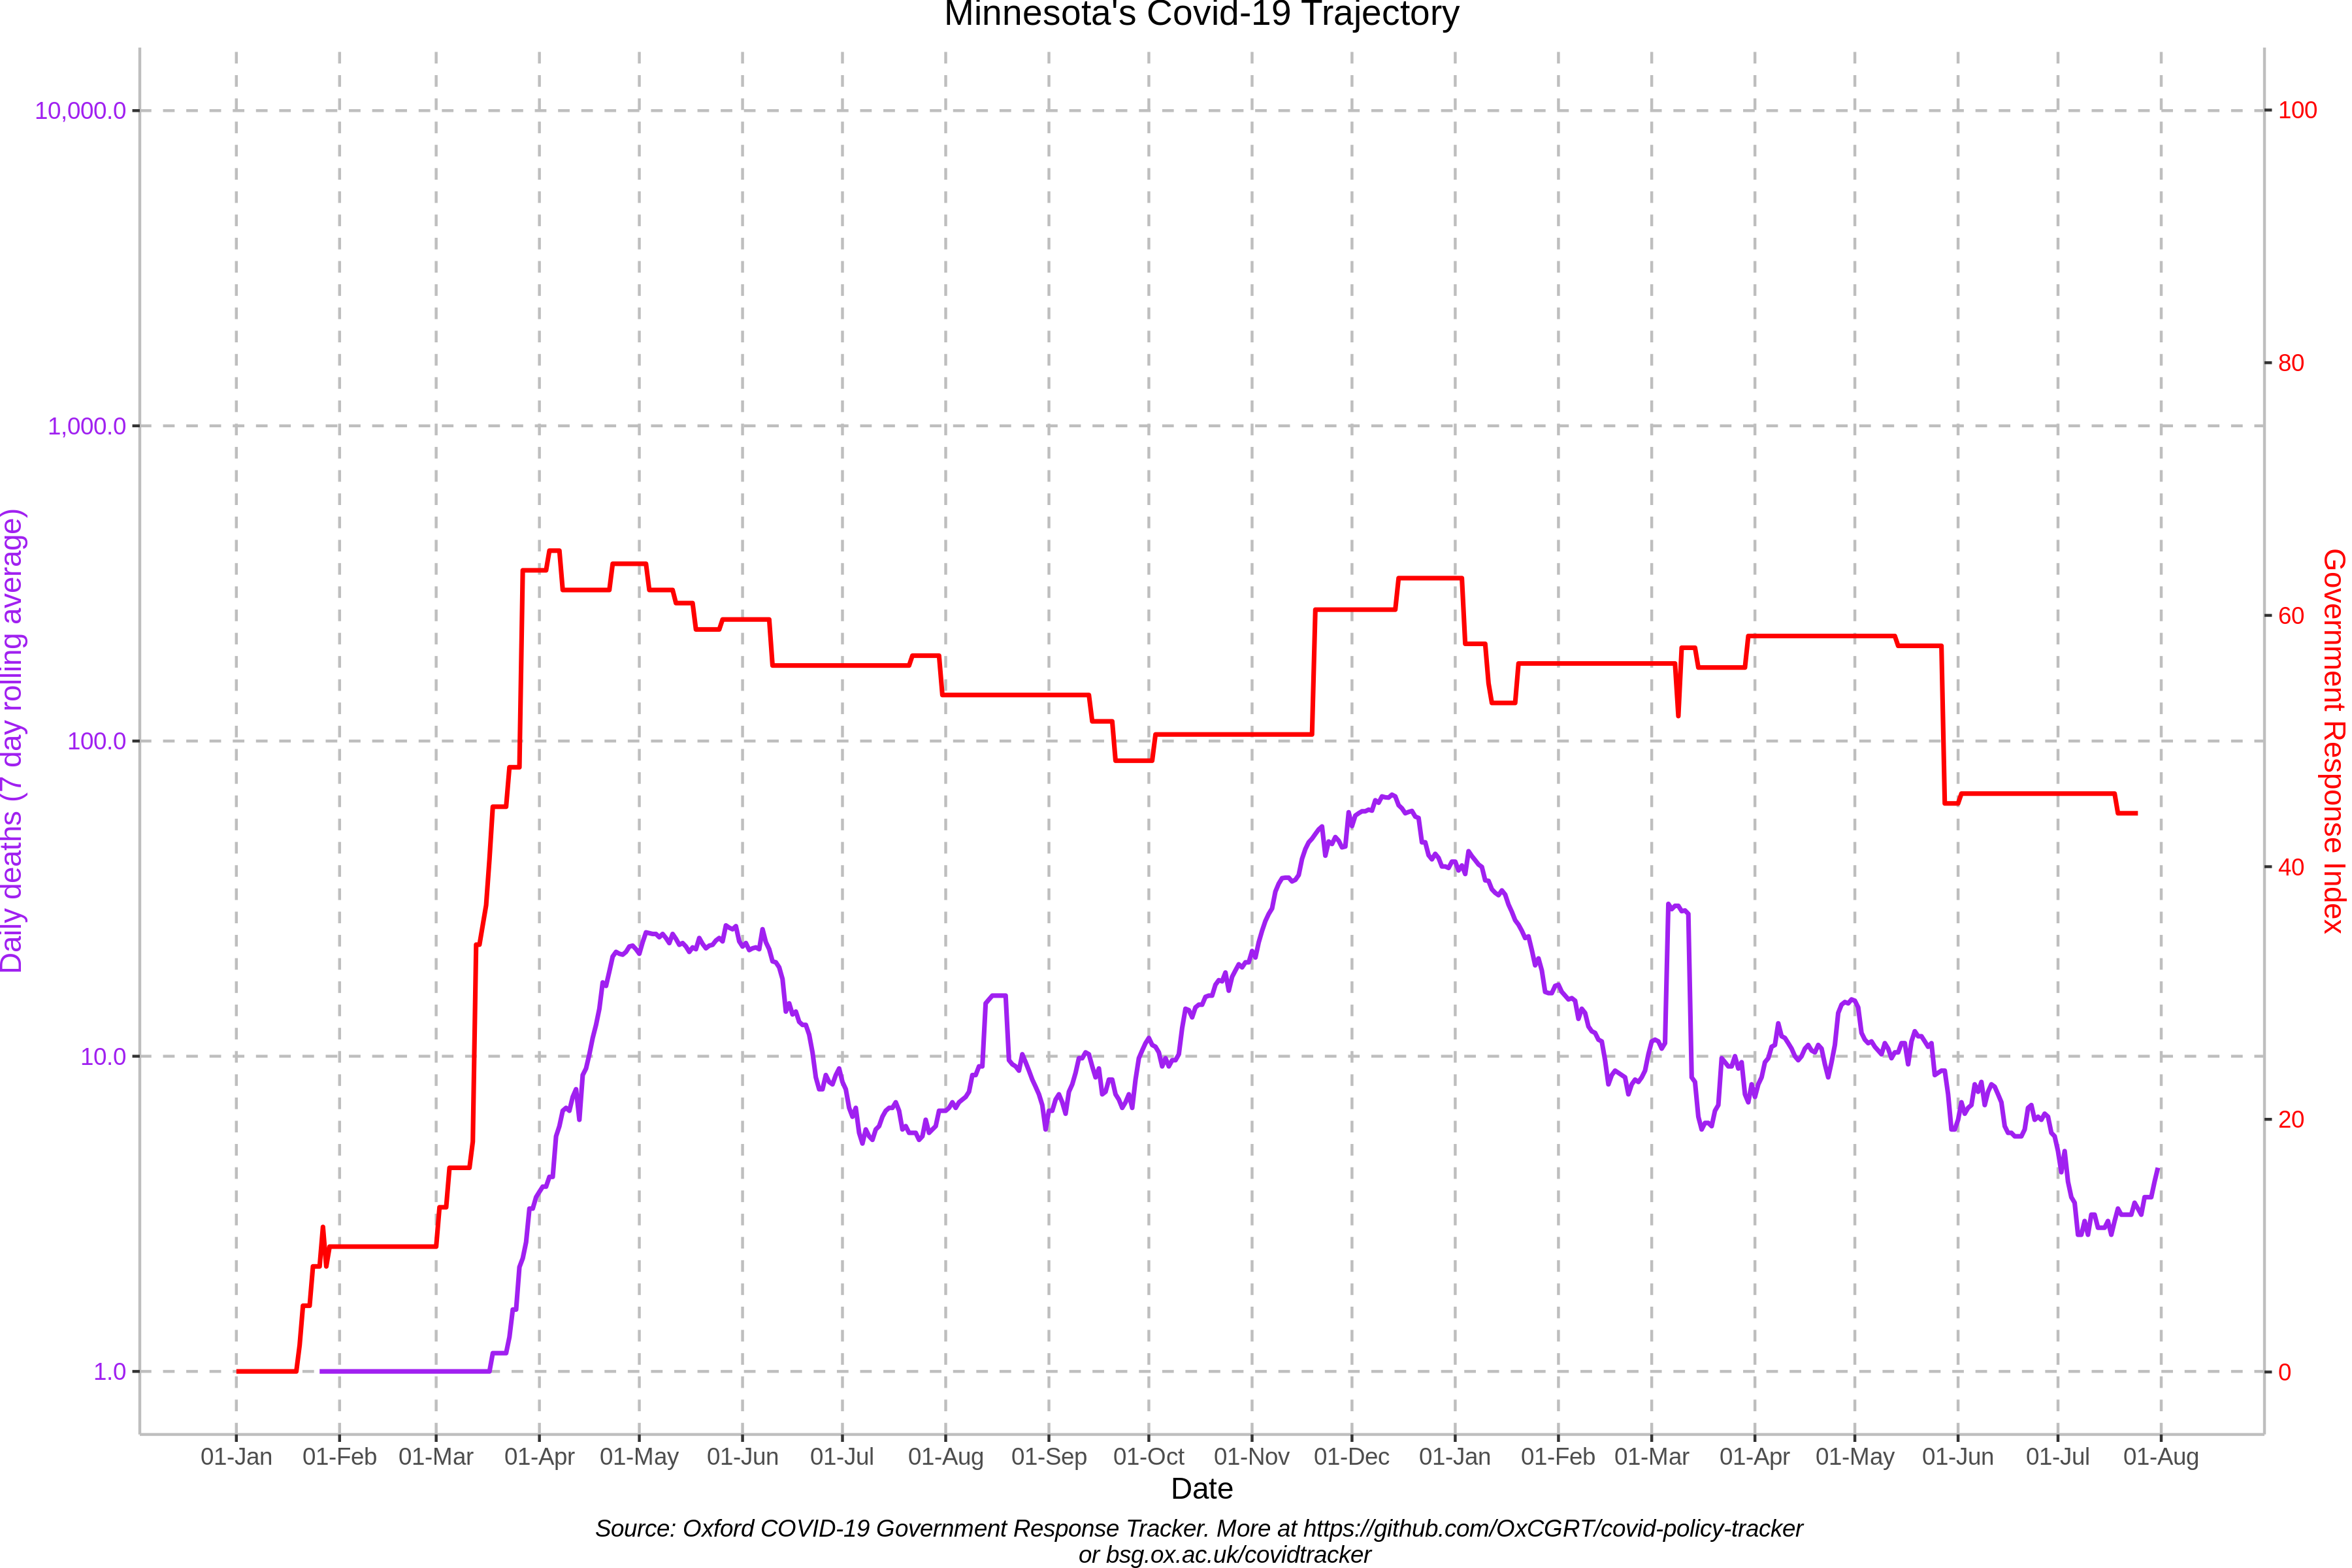 Minnesota's Covid-19 Trajectory
10,000.0
1,000.0
100.0
10.0
1.0
Daily deaths (7 day rolling average)
100
80
60
40
20
0
Government Response Index
01-Jan 01-Feb 01-Mar 01-Apr 01-May 01-Jun 01-Jul 01-Aug 01-Sep 01-Oct 01-Nov 01-Dec 01-Jan 01-Feb 01-Mar 01-Apr 01-May 01-Jun 01-Jul 01-Aug
Date
Source: Oxford COVID-19 Government Response Tracker. More at https://github.com/OxCGRT/covid-policy-tracker
or bsg.ox.ac.uk/covidtracker